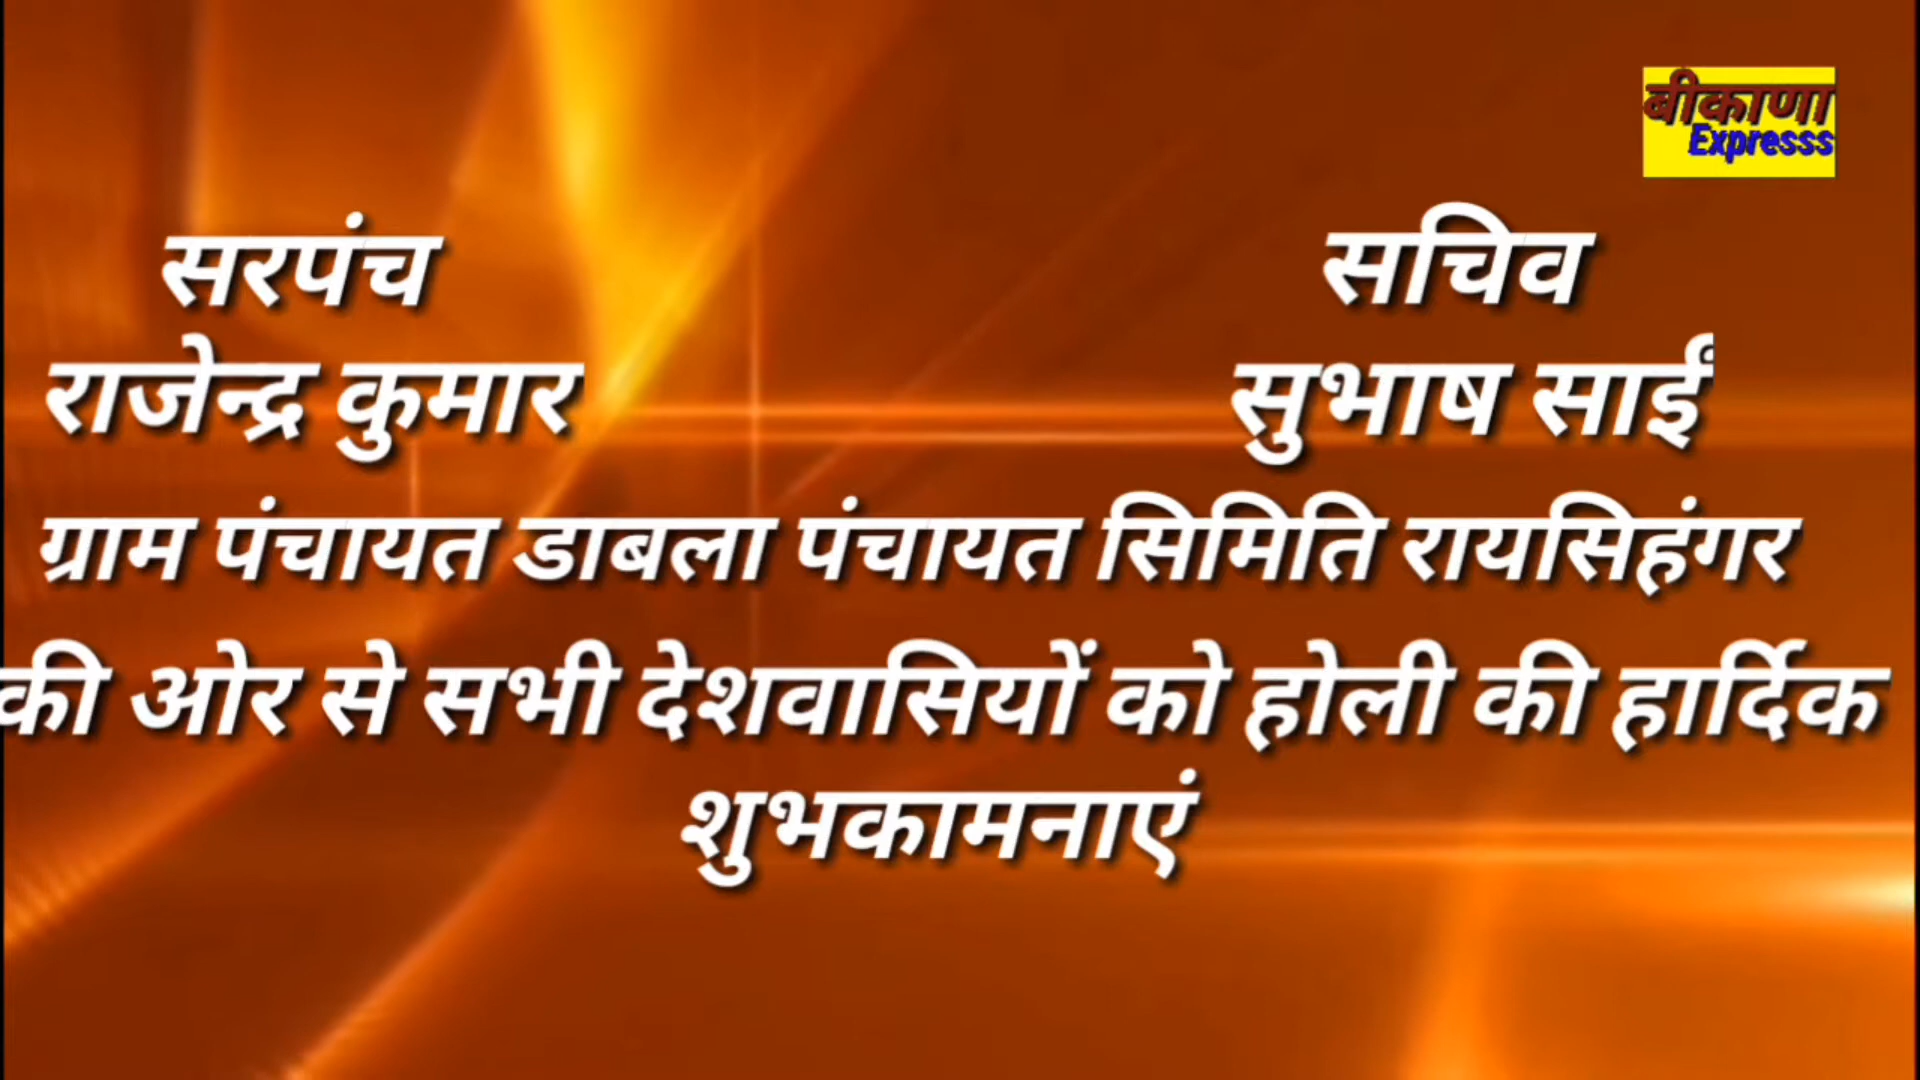 बीकाणा
Expresss
सरपंच सचिव
राजेन्द्र कुमार सुभाष साईं
ग्राम पंचायत डाबला पंचायत सिमिति रायसिहंगर
की ओर से सभी देशवासियों को होली की हार्दिक
शुभकामनाएं